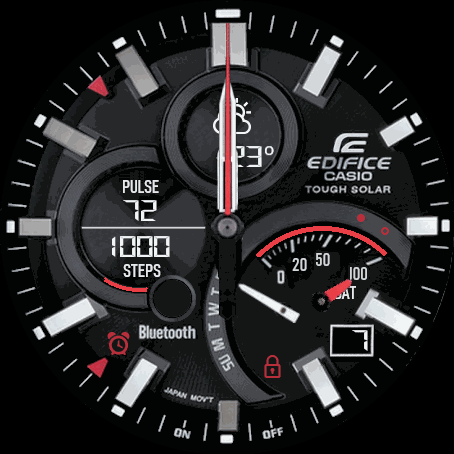 23°
EDIFICE
CASIO
TOUGH SOLAR
PULSE
72
1000
STEPS
0 20 50 100
BAT
Bluetooth
SU M T W T
7
JAPAN MOV'T
ON OFF